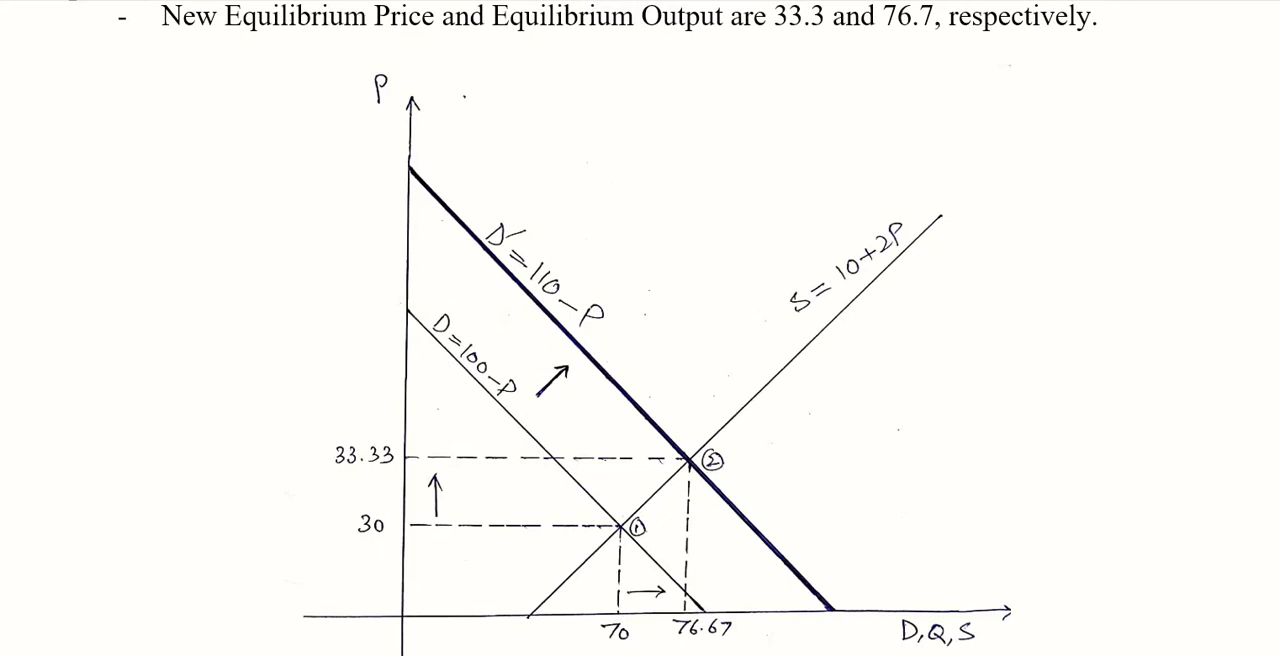 - New Equilibrium Price and Equilibrium Output are 33.3 and 76.7, respectively.
P
D′ = 110 - P
S = 10 + 2P
D = 100 - P
33.33
②
30
①
70
76.67
D, Q, S